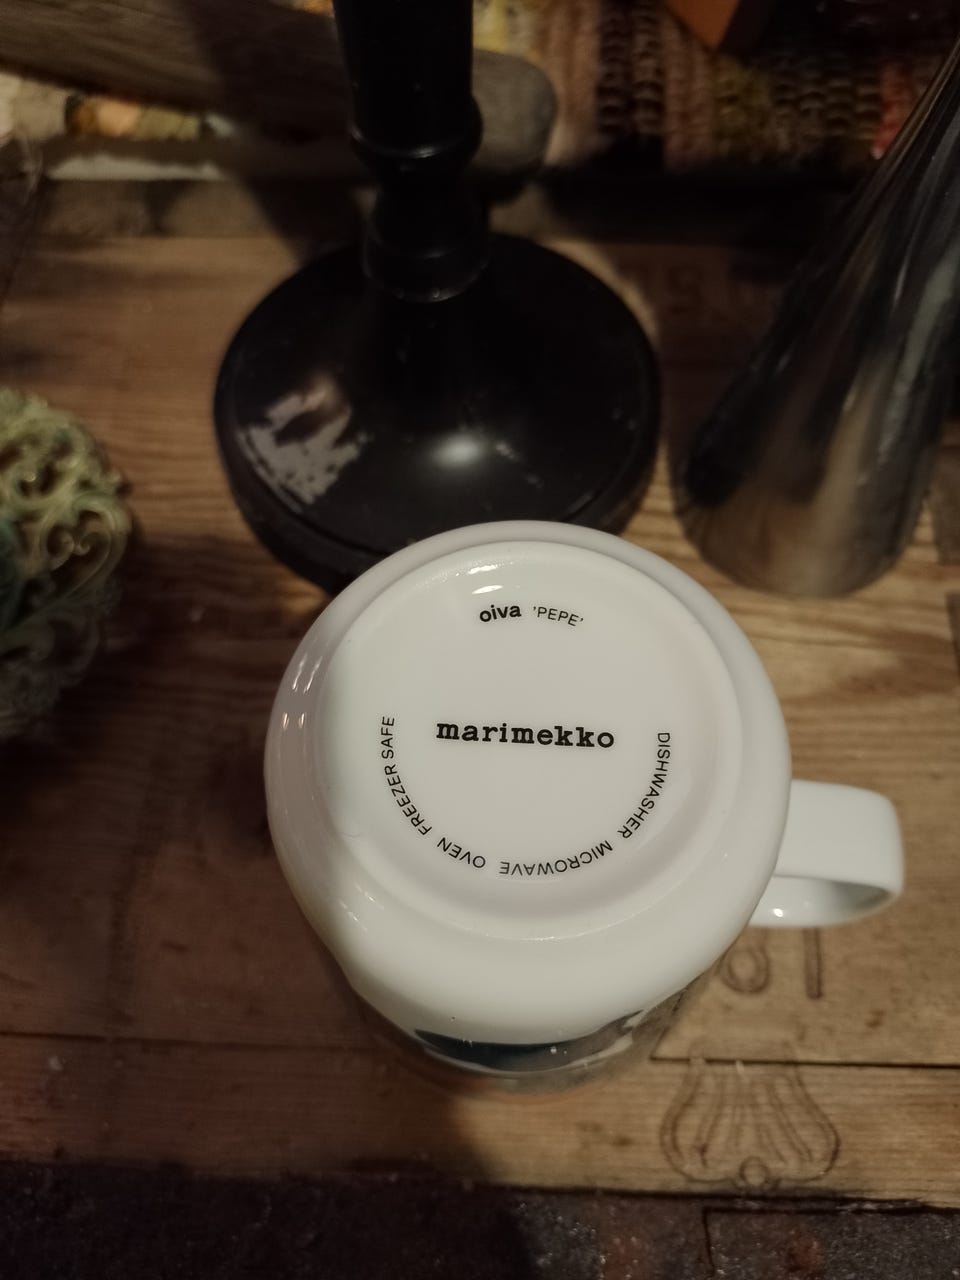 oiva 'PEPE'
marimekko
DISHWASHER MICROWAVE OVEN FREEZER SAFE